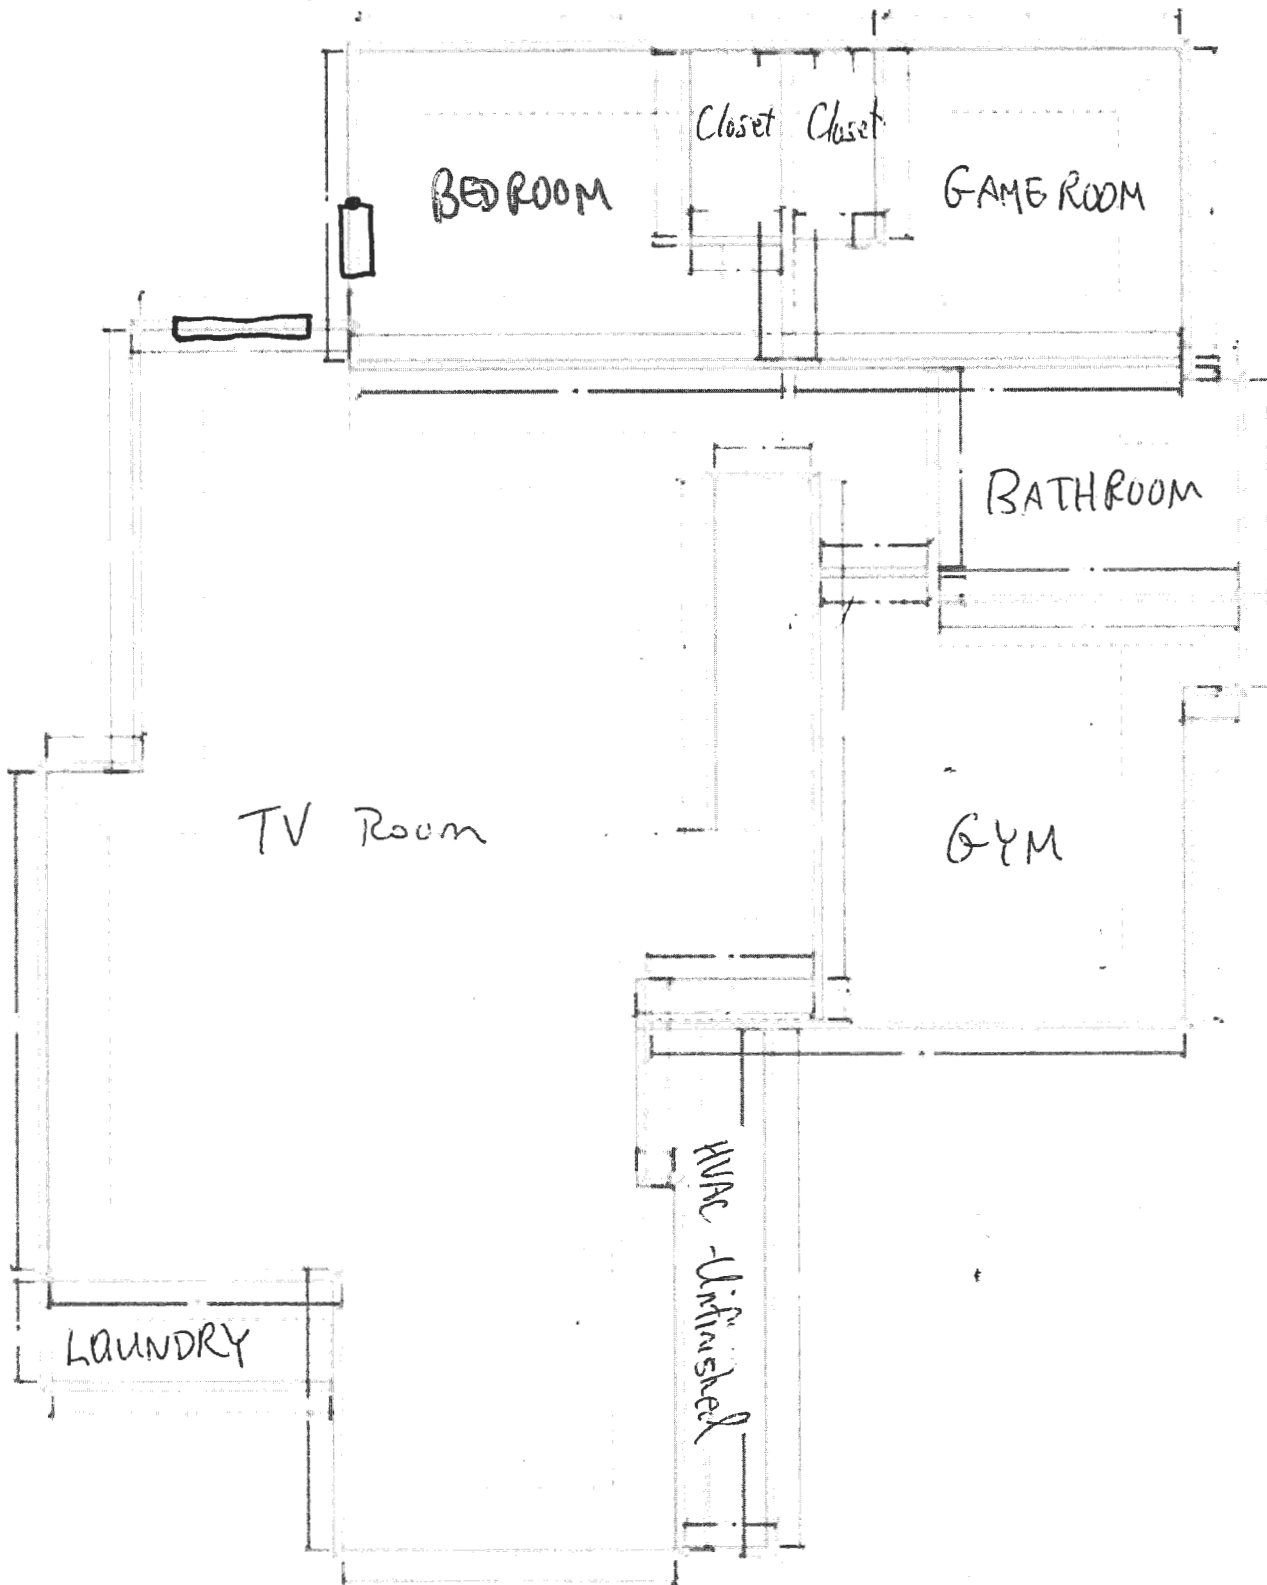 Closet
Closet
BEDROOM
GAME ROOM
BATHROOM
TV Room
GYM
HVAC - Unfinished
LAUNDRY